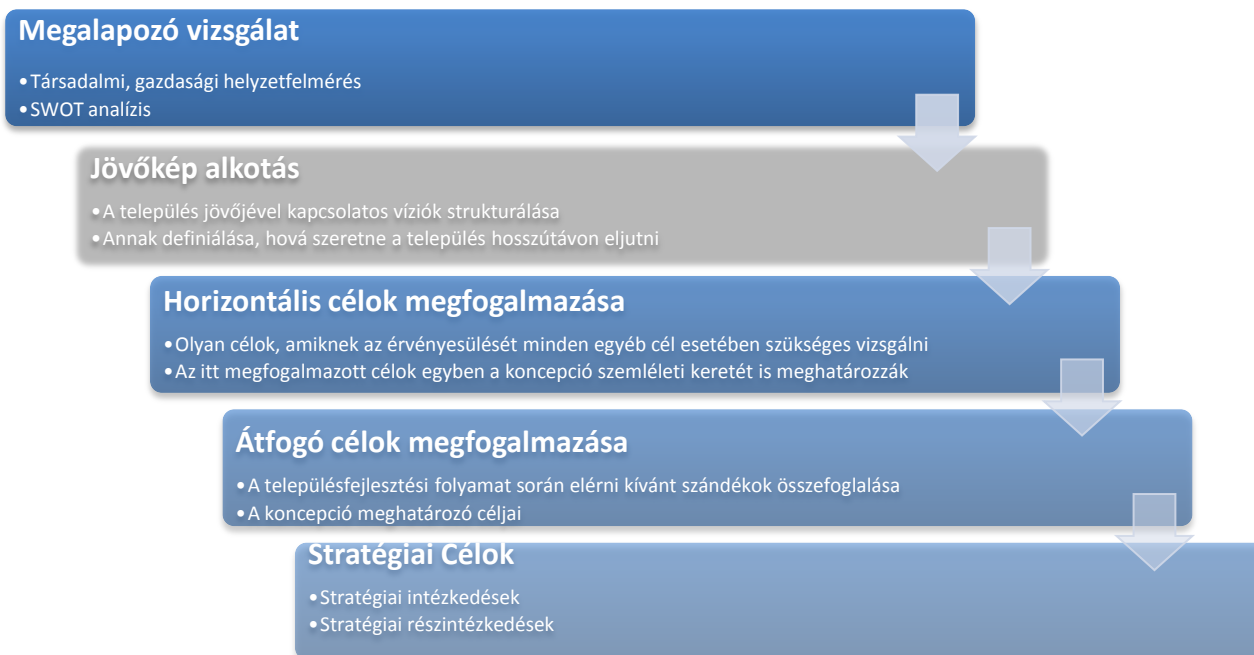 Megalapozó vizsgálat
•Társadalmi, gazdasági helyzetfelmérés
•SWOT analízis
Jövőkép alkotás
•A település jövőjével kapcsolatos víziók strukturálása
•Annak definiálása, hová szeretne a település hosszútávon eljutni
Horizontális célok megfogalmazása
•Olyan célok, amiknek az érvényesülését minden egyéb cél esetében szükséges vizsgálni
•Az itt megfogalmazott célok egyben a koncepció szemléleti keretét is meghatározzák
Átfogó célok megfogalmazása
•A településfejlesztési folyamat során elérni kívánt szándékok összefoglalása
•A koncepció meghatározó céljai
Stratégiai Célok
•Stratégiai intézkedések
•Stratégiai részintézkedések